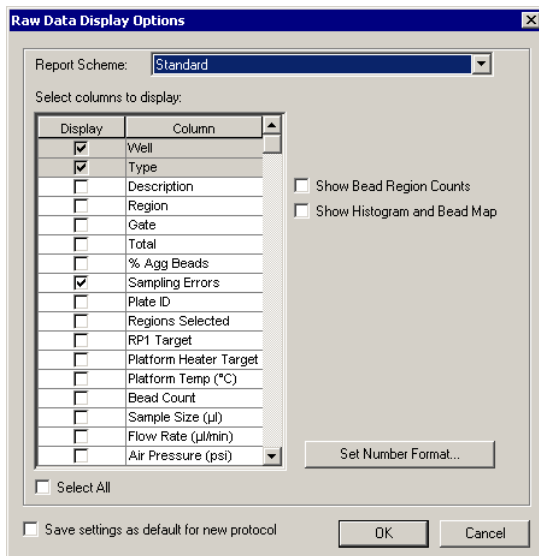 Raw Data Display Options
Report Scheme: Standard
Select columns to display:
Display Column
Well
Type
Description
Region
Gate
Total
% Agg Beads
Sampling Errors
Plate ID
Regions Selected
RP1 Target
Platform Heater Target
Platform Temp (°C)
Bead Count
Sample Size (µl)
Flow Rate (µl/min)
Air Pressure (psi)
Show Bead Region Counts
Show Histogram and Bead Map
Set Number Format...
Select All
Save settings as default for new protocol
OK Cancel